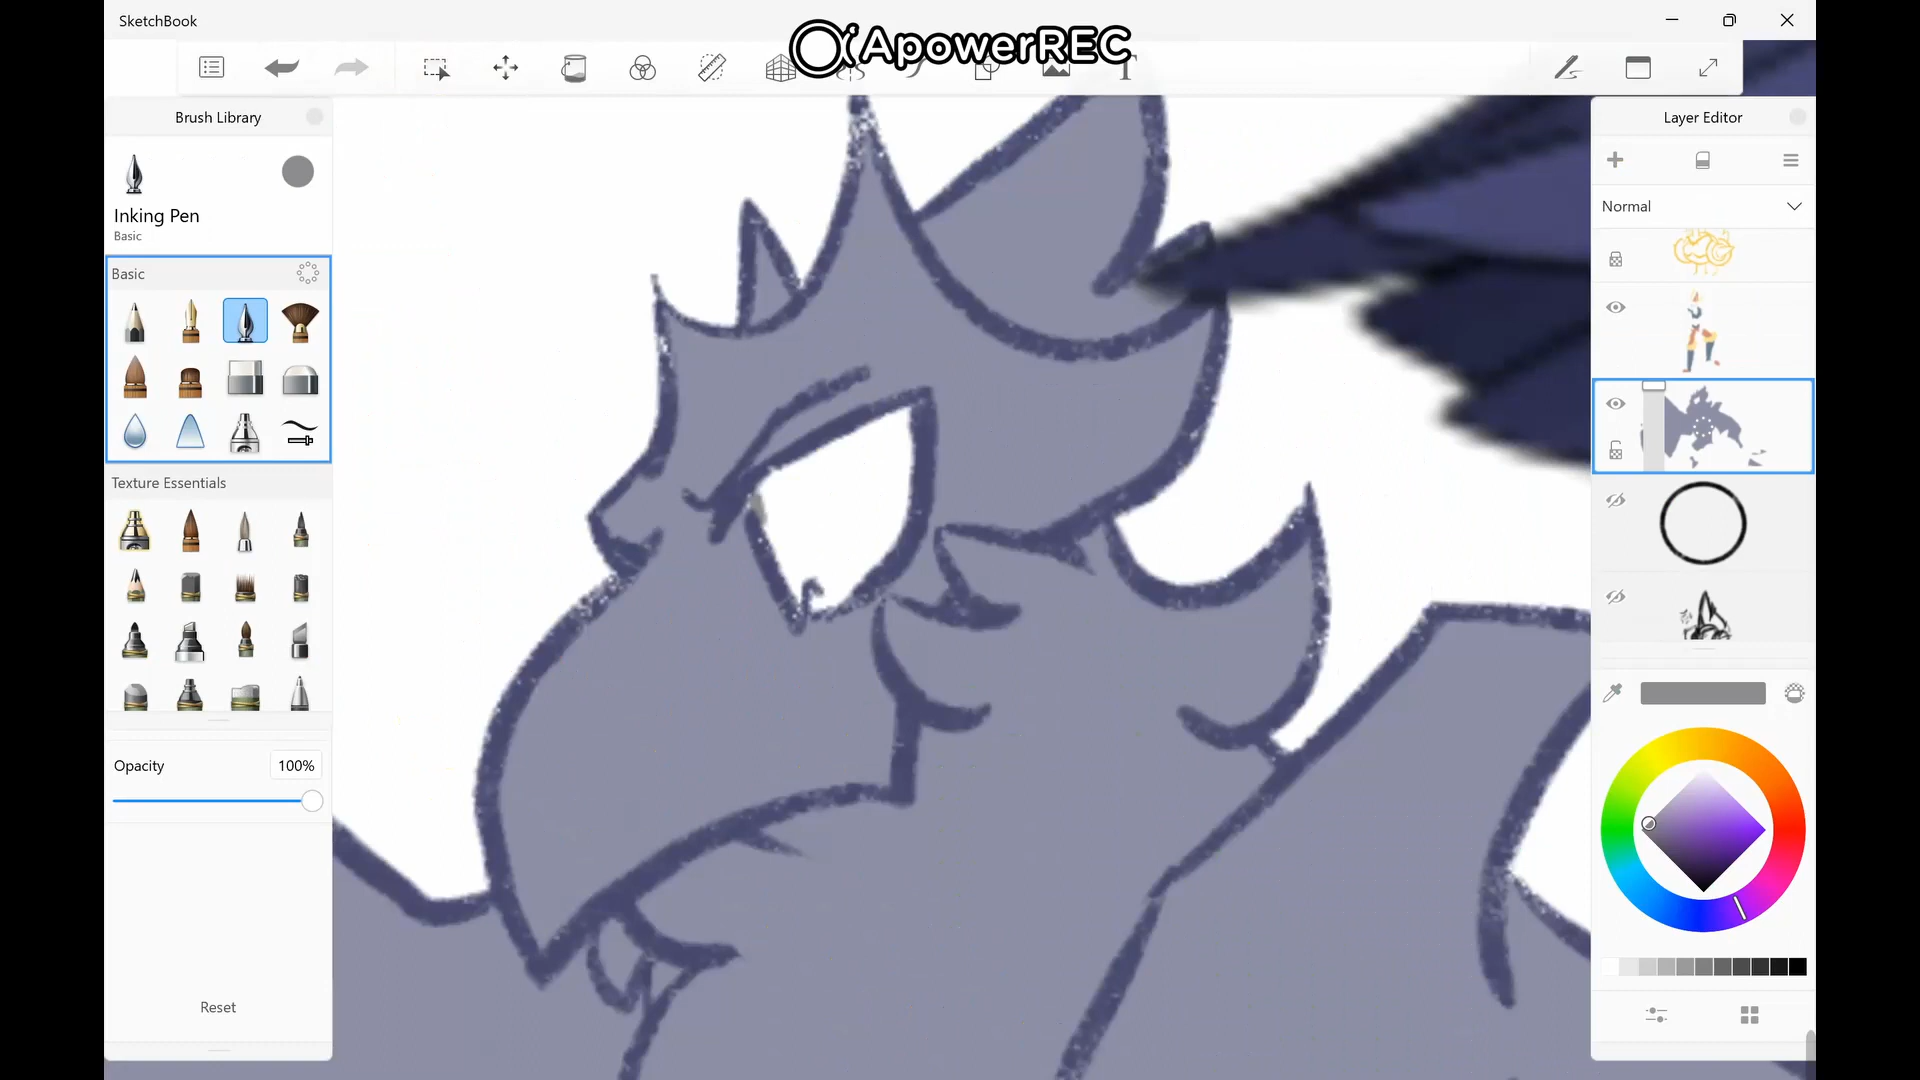 SketchBook
ApowerREC
T
Brush Library
Layer Editor
Inking Pen
Basic
Normal
Basic
Texture Essentials
Opacity
100%
Reset